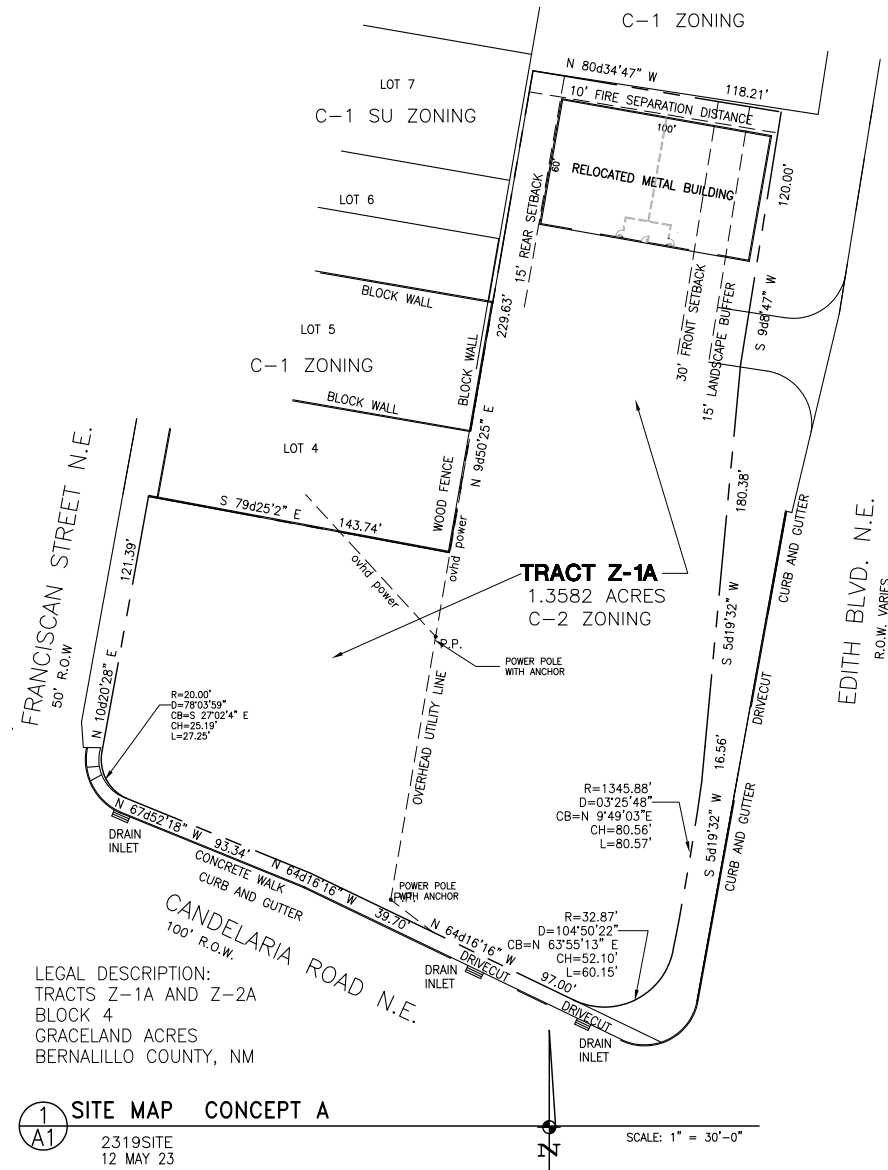 C-1 ZONING
N 80d34'47" W
118.21'
LOT 7
C-1 SU ZONING
10' FIRE SEPARATION DISTANCE
100'
60'
RELOCATED METAL BUILDING
120.00'
LOT 6
15' REAR SETBACK
BLOCK WALL
229.63'
30' FRONT SETBACK
15' LANDSCAPE BUFFER
S 9d8'47" W
LOT 5
C-1 ZONING
BLOCK WALL
BLOCK WALL
N 9d50'25" E
LOT 4
WOOD FENCE
S 79d25'2" E
143.74'
ovhd power
ovhd power
180.38'
CURB AND GUTTER
FRANCISCAN STREET N.E.
50' R.O.W
121.39'
N 10d20'28" E
TRACT Z-1A
1.3582 ACRES
C-2 ZONING
P.P.
POWER POLE
WITH ANCHOR
S 5d19'32" W
EDITH BLVD. N.E.
R.O.W. VARIES
DRIVECUT
R=20.00'
D=78°03'59"
CB=S 27°02'4" E
CH=25.19'
L=27.25'
OVERHEAD UTILITY LINE
16.56'
S 5d19'32" W
CURB AND GUTTER
R=1345.88'
D=03°25'48"
CB=N 9°49'03"E
CH=80.56'
L=80.57'
N 67d52'18" W
93.34'
DRAIN
INLET
CONCRETE WALK
CURB AND GUTTER
N 64d16'16" W
39.70'
POWER POLE
WITH ANCHOR
P.P.
CANDELARIA ROAD N.E.
100' R.O.W.
N 64d16'16" W
97.00'
R=32.87'
D=104°50'22"
CB=N 63°55'13" E
CH=52.10'
L=60.15'
DRIVECUT
DRAIN
INLET
DRIVECUT
DRAIN
INLET
LEGAL DESCRIPTION:
TRACTS Z-1A AND Z-2A
BLOCK 4
GRACELAND ACRES
BERNALILLO COUNTY, NM
1
A1
SITE MAP CONCEPT A
2319SITE
12 MAY 23
N
SCALE: 1" = 30'-0"